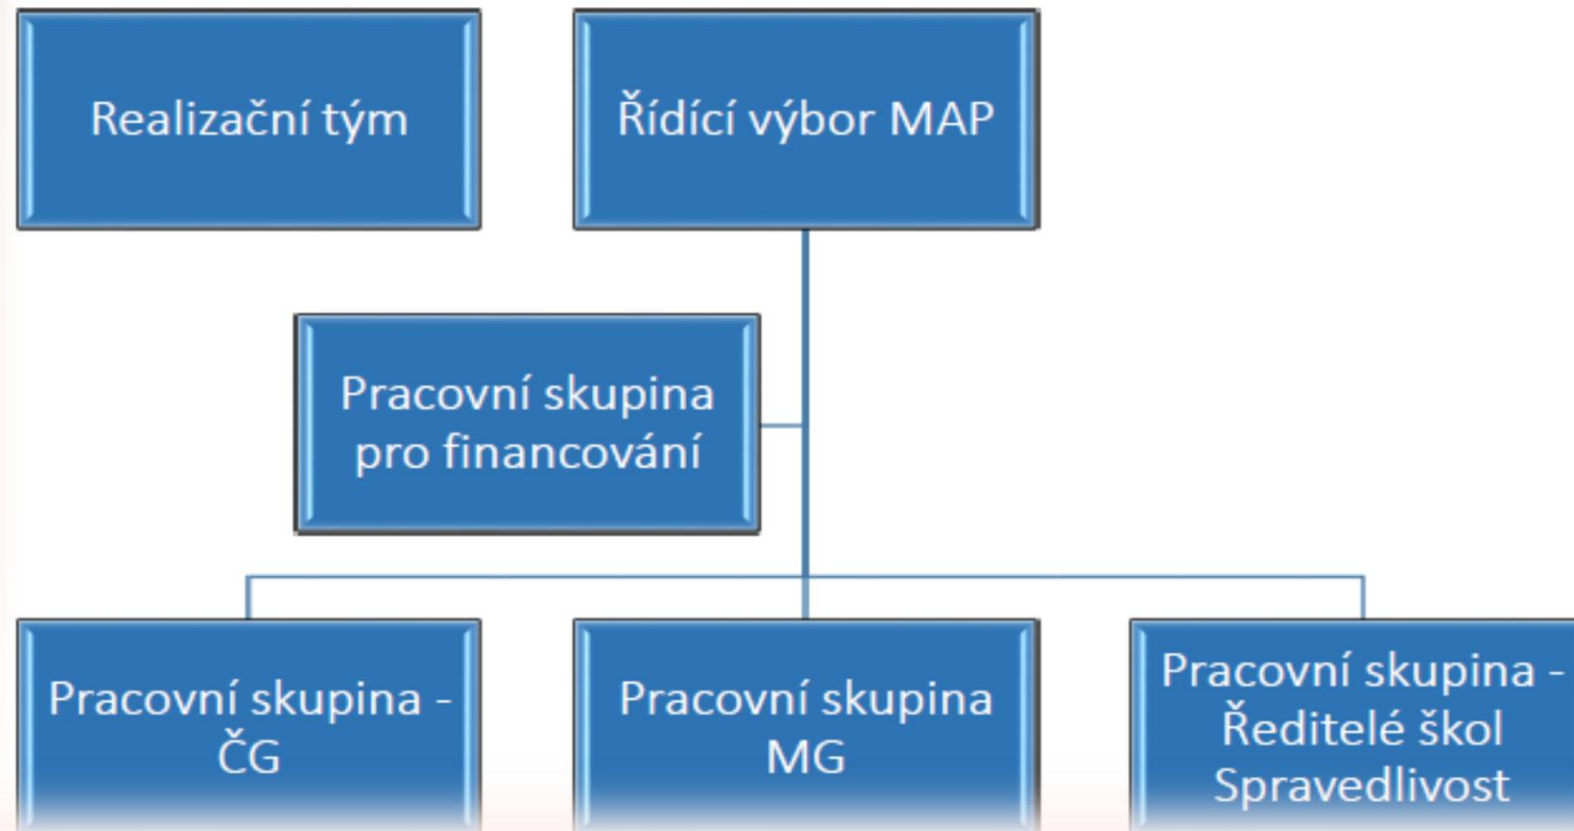 Realizační tým
Řídící výbor MAP
Pracovní skupina
pro financování
Pracovní skupina -
ČG
Pracovní skupina
MG
Pracovní skupina -
Ředitelé škol
Spravedlivost